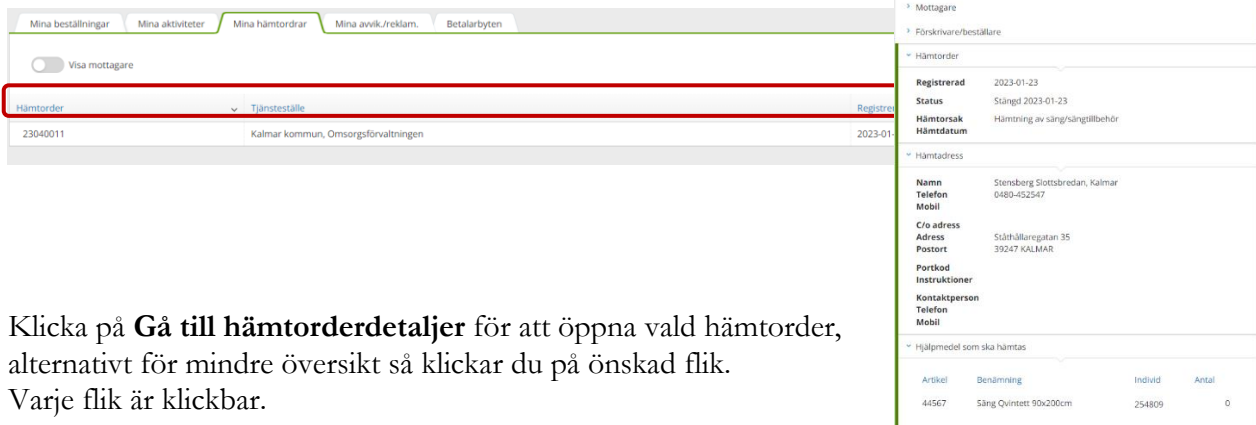 Mina beställningar Mina aktiviteter Mina hämtordrar Mina avvik./reklam. Betalarbyten
Visa mottagare
Hämtorder Tjänsteställe Registrer
23040011 Kalmar kommun, Omsorgsförvaltningen 2023-01-
Klicka på Gå till hämtorderdetaljer för att öppna vald hämtorder,
alternativt för mindre översikt så klickar du på önskad flik.
Varje flik är klickbar.
Mottagare
Förskrivare/beställare
Hämtorder
Registrerad 2023-01-23
Status Stängd 2023-01-23
Hämtorsak Hämtning av säng/sängtillbehör
Hämtdatum
Hämtadress
Namn Stensberg Slottsbredan, Kalmar
Telefon 0480-452547
Mobil
C/o adress
Adress Ståthållaregatan 35
Postort 39247 KALMAR
Portkod
Instruktioner
Kontaktperson
Telefon
Mobil
Hjälpmedel som ska hämtas
Artikel Benämning Individ Antal
44567 Säng Qvintett 90x200cm 254809 0